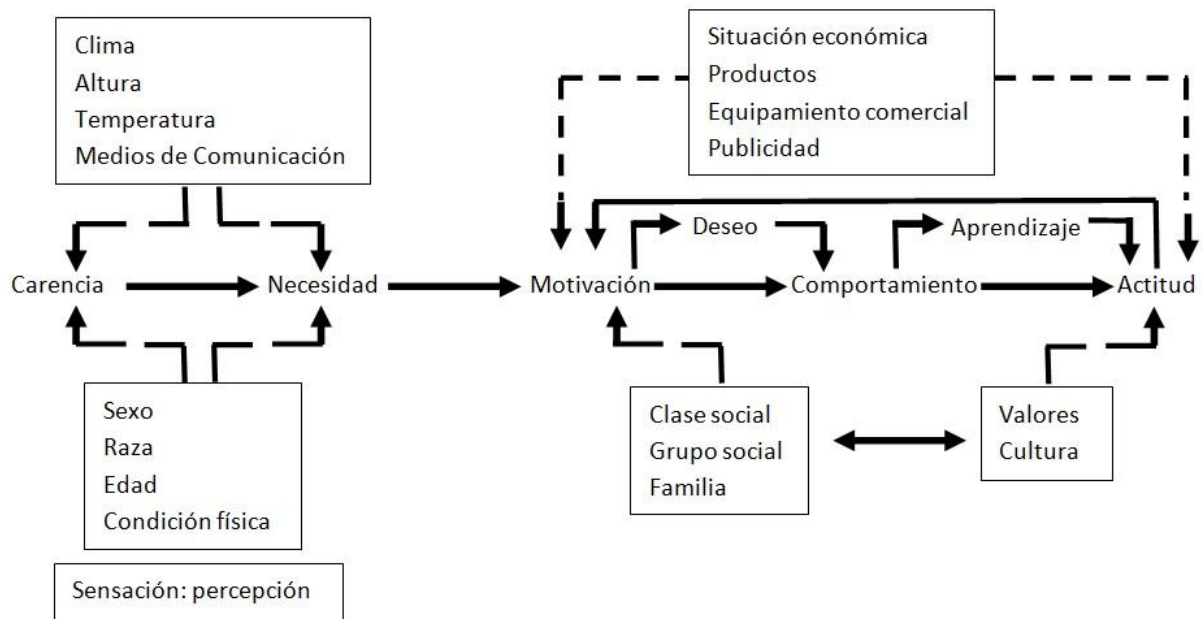 Clima
Altura
Temperatura
Medios de Comunicación
Situación económica
Productos
Equipamiento comercial
Publicidad
Deseo
Aprendizaje
Carencia
Necesidad
Motivación
Comportamiento
Actitud
Sexo
Raza
Edad
Condición física
Clase social
Grupo social
Familia
Valores
Cultura
Sensación: percepción